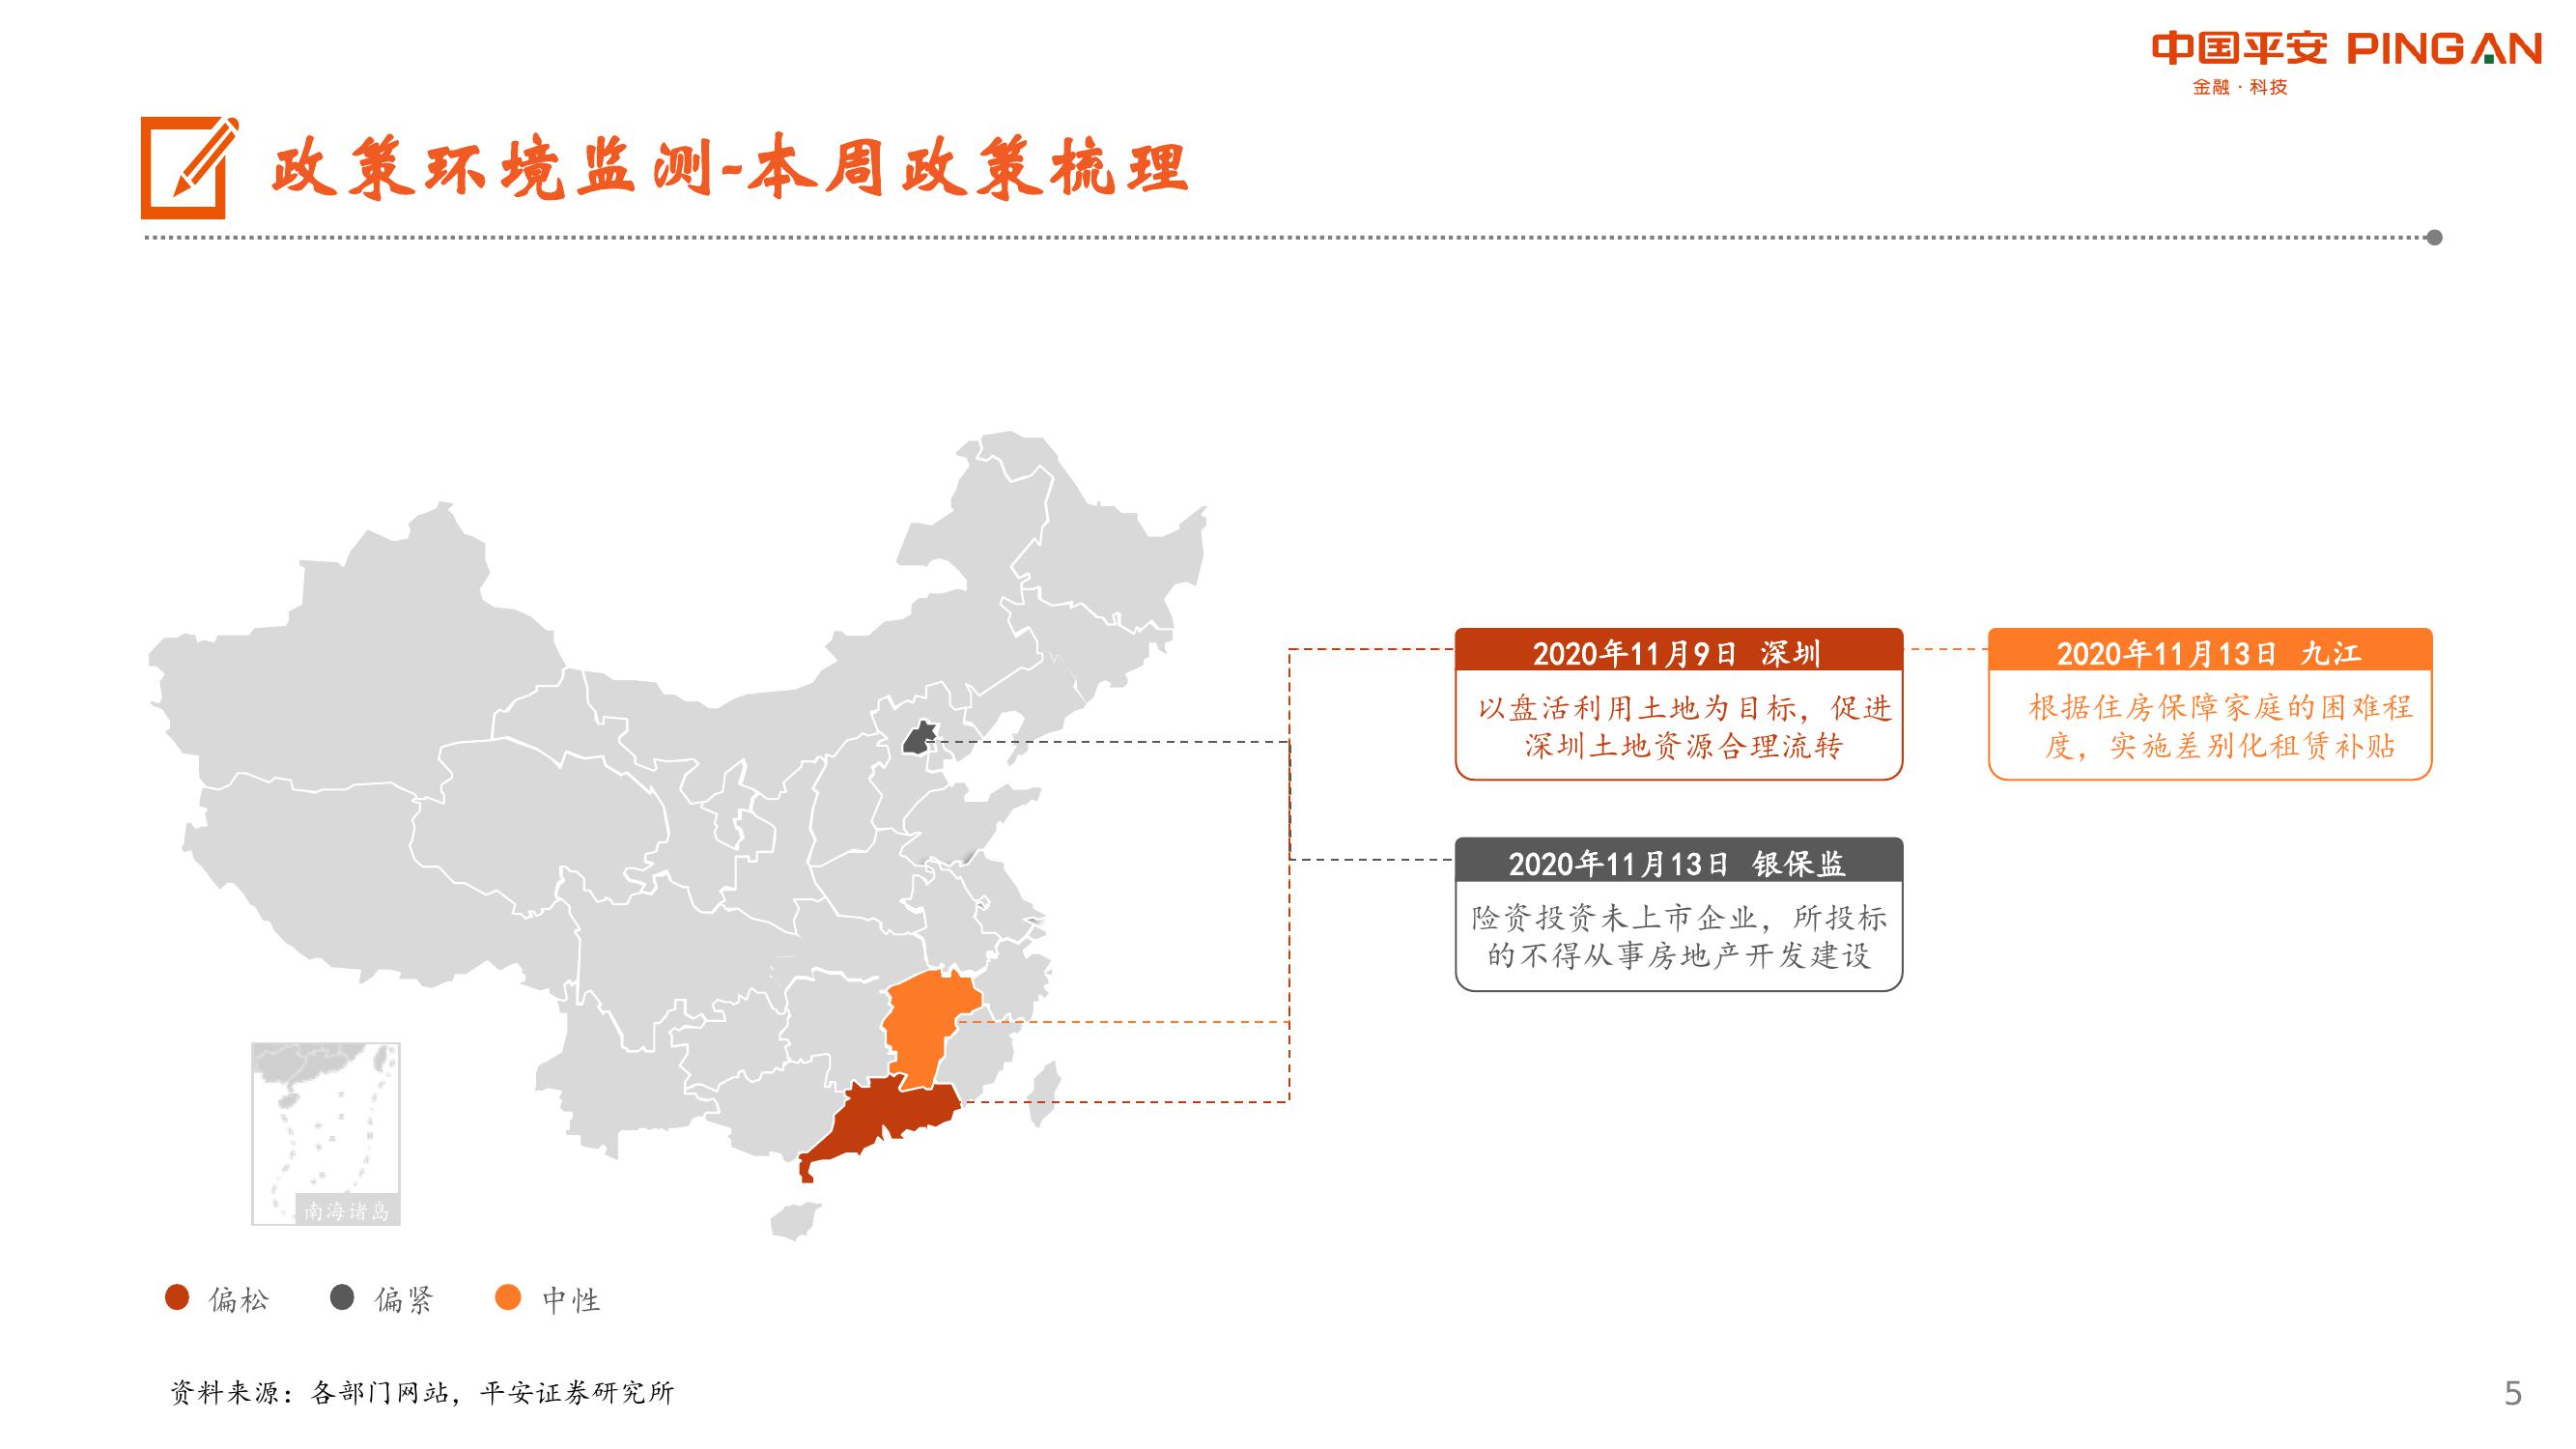 中国平安 PINGAN
金融·科技
政策环境监测-本周政策梳理
2020年11月9日 深圳
以盘活利用土地为目标，促进
深圳土地资源合理流转
2020年11月13日 九江
根据住房保障家庭的困难程
度，实施差别化租赁补贴
2020年11月13日 银保监
险资投资未上市企业，所投标
的不得从事房地产开发建设
南海诸岛
偏松 偏紧 中性
资料来源：各部门网站，平安证券研究所
5